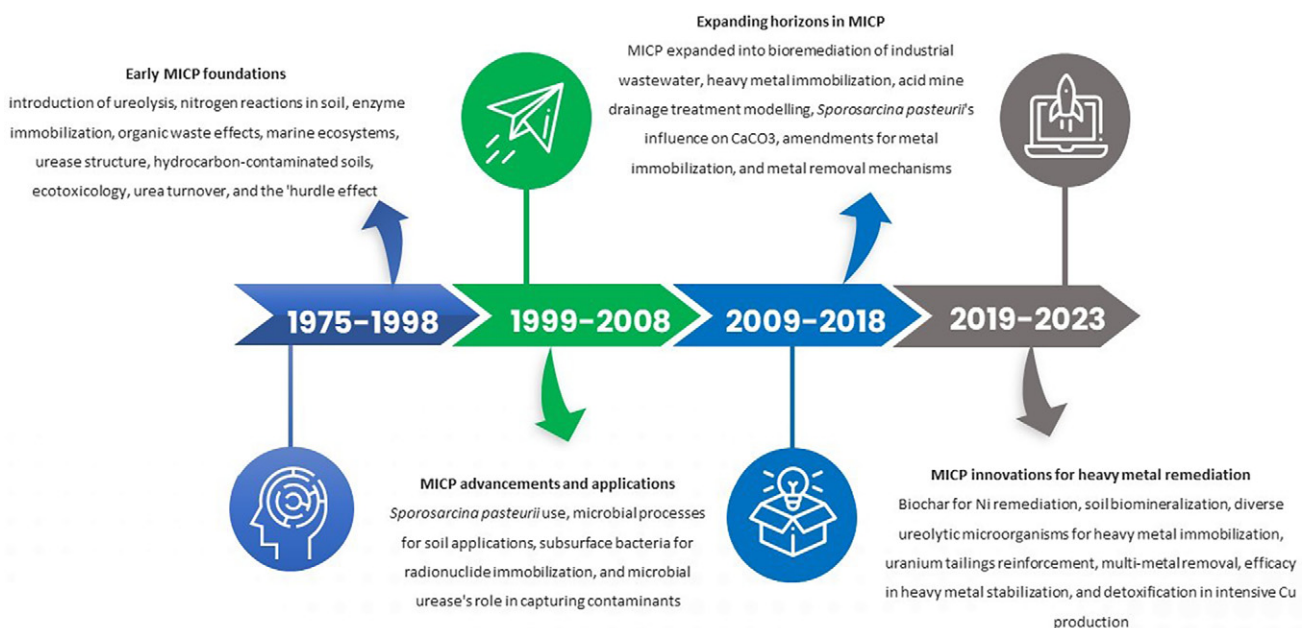 Early MICP foundations
introduction of ureolysis, nitrogen reactions in soil, enzyme
immobilization, organic waste effects, marine ecosystems,
urease structure, hydrocarbon-contaminated soils,
ecotoxicology, urea turnover, and the 'hurdle effect
Expanding horizons in MICP
MICP expanded into bioremediation of industrial
wastewater, heavy metal immobilization, acid mine
drainage treatment modelling, Sporosarcina pasteurii's
influence on CaCO3, amendments for metal
immobilization, and metal removal mechanisms
1975-1998
1999-2008
2009-2018
2019-2023
MICP advancements and applications
Sporosarcina pasteurii use, microbial processes
for soil applications, subsurface bacteria for
radionuclide immobilization, and microbial
urease's role in capturing contaminants
MICP innovations for heavy metal remediation
Biochar for Ni remediation, soil biomineralization, diverse
ureolytic microorganisms for heavy metal immobilization,
uranium tailings reinforcement, multi-metal removal, efficacy
in heavy metal stabilization, and detoxification in intensive Cu
production